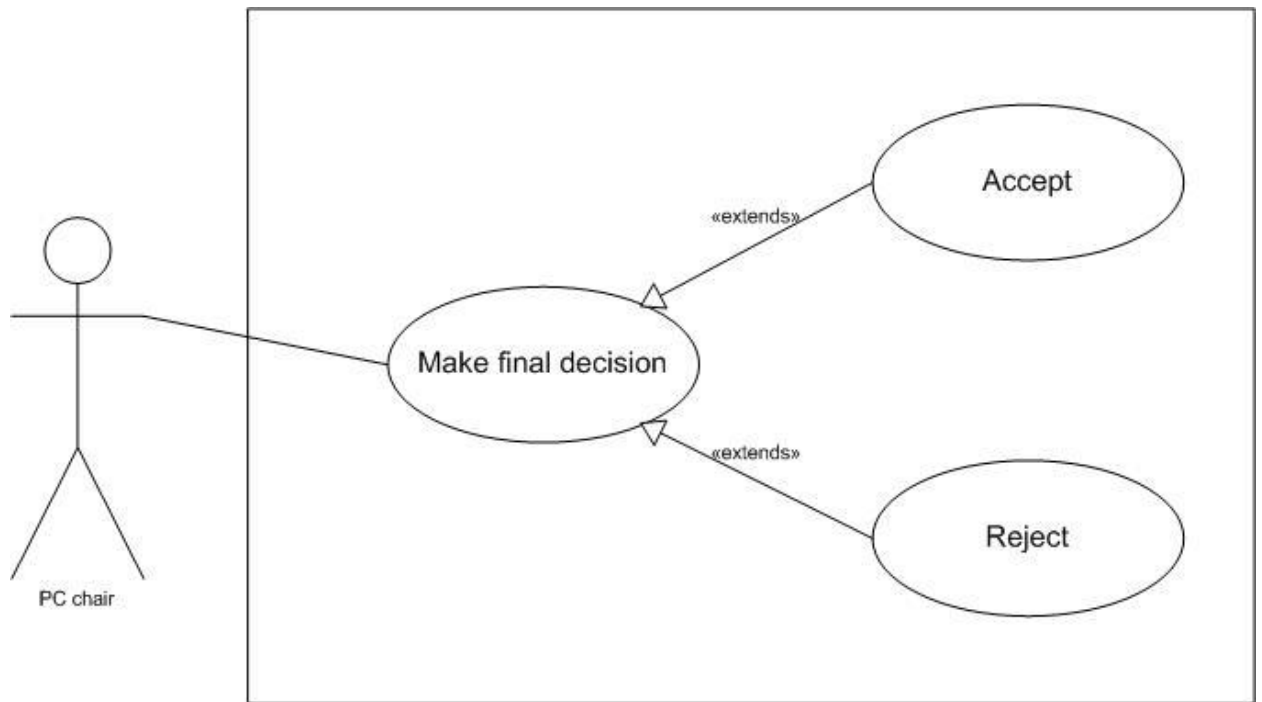 Accept
«extends»
Make final decision
«extends»
Reject
PC chair